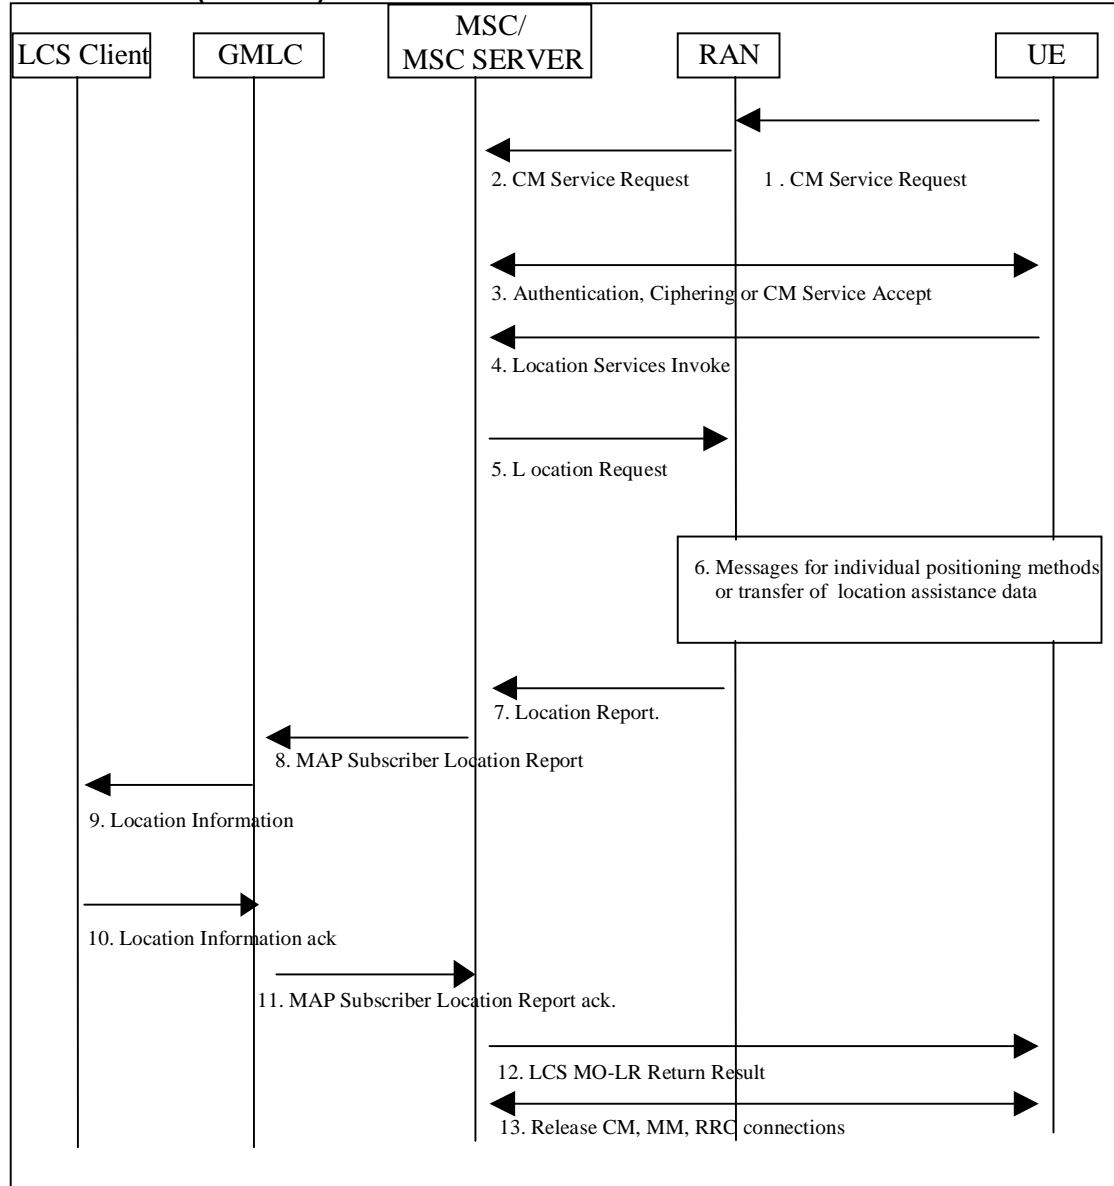 LCS Client
GMLC
MSC/
MSC SERVER
RAN
UE
2. CM Service Request
1 . CM Service Request
3. Authentication, Ciphering or CM Service Accept
4. Location Services Invoke
5. L ocation Request
6. Messages for individual positioning methods
or transfer of location assistance data
7. Location Report.
8. MAP Subscriber Location Report
9. Location Information
10. Location Information ack
11. MAP Subscriber Location Report ack.
12. LCS MO-LR Return Result
13. Release CM, MM, RRC connections